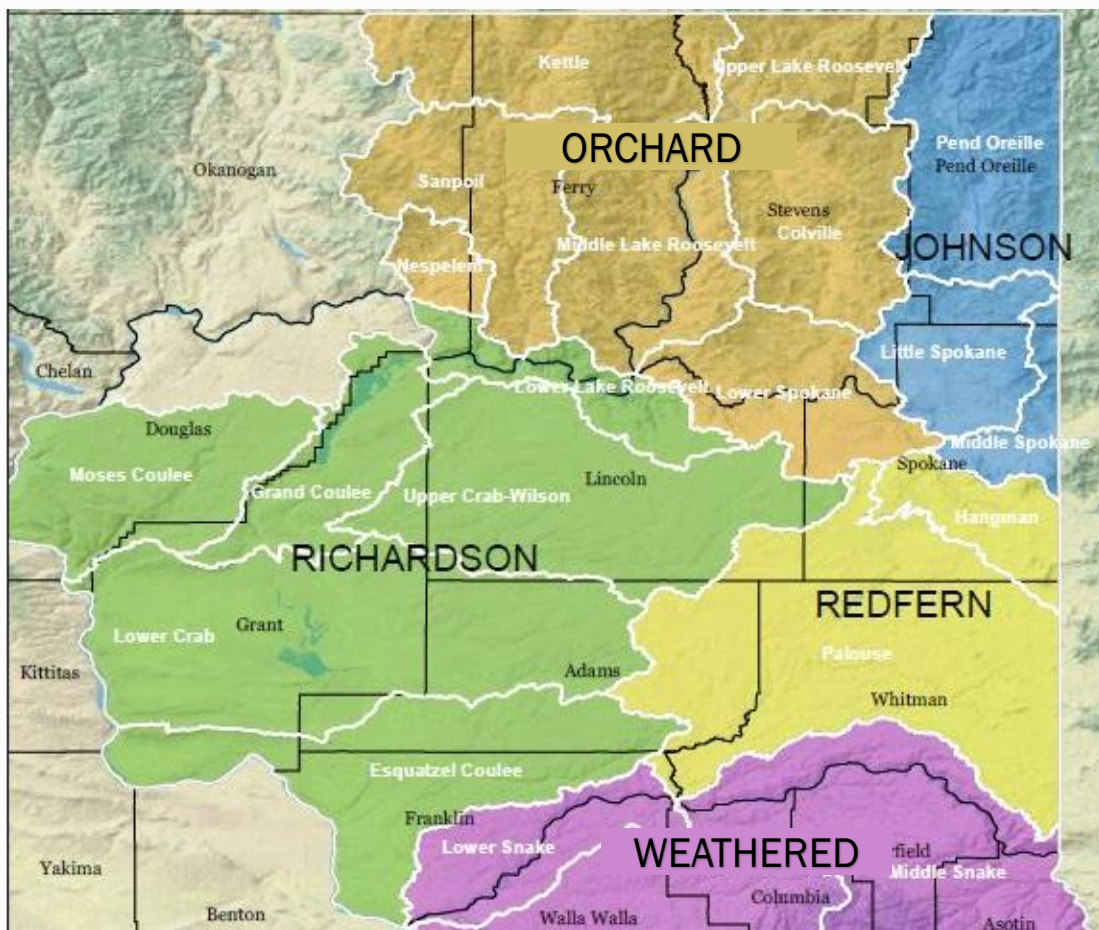 Kettle
Upper Lake Roosevelt
ORCHARD
Pend Oreille
Pend Oreille
Okanogan
Sanpoil
Ferry
Stevens
Colville
Middle Lake Roosevelt
JOHNSON
Nespelem
Little Spokane
Chelan
Lower Lake Roosevelt
Lower Spokane
Douglas
Middle Spokane
Spokane
Moses Coulee
Grand Coulee
Upper Crab-Wilson
Lincoln
Hangman
RICHARDSON
REDFERN
Lower Crab
Grant
Palouse
Kittitas
Adams
Whitman
Esquatzel Coulee
Franklin
Lower Snake
WEATHERED
rfield
Middle Snake
Yakima
Columbia
Benton
Walla Walla
Asotin